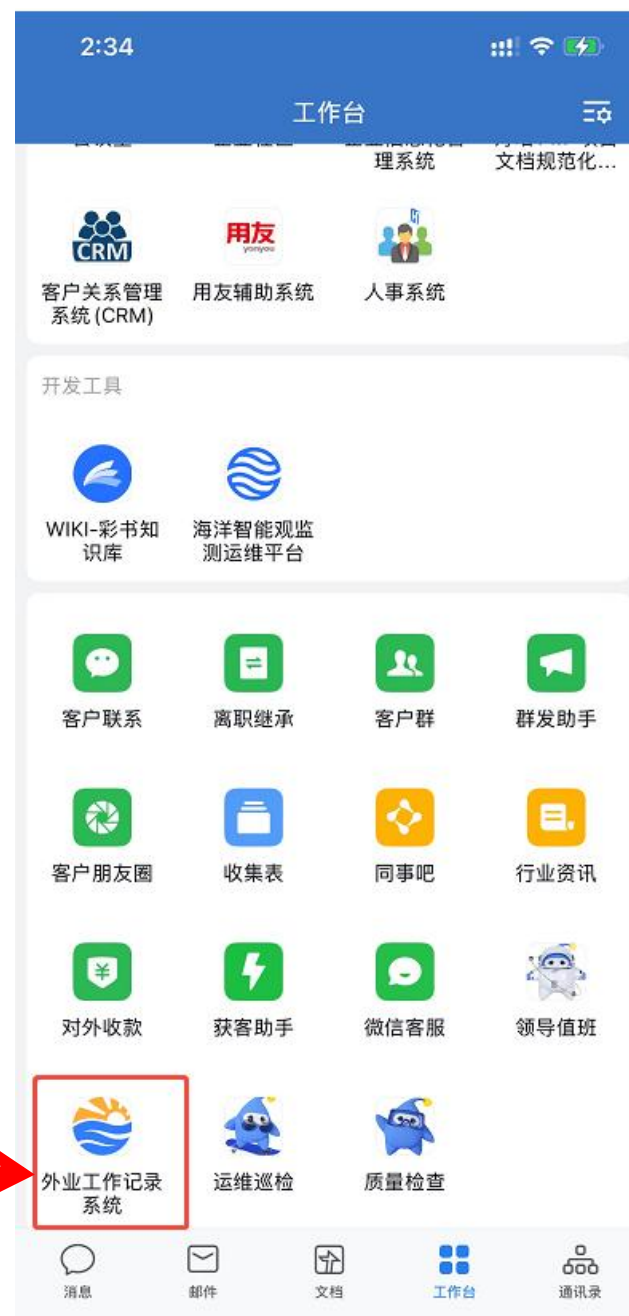 2:34
工作台
理系统
文档规范化...
CRM
用友
yonyou
客户关系管理
系统 (CRM)
用友辅助系统
人事系统
开发工具
WIKI-彩书知
识库
海洋智能观监
测运维平台
客户联系
离职继承
客户群
群发助手
客户朋友圈
收集表
同事吧
行业资讯
对外收款
获客助手
微信客服
领导值班
外业工作记录
系统
运维巡检
质量检查
消息
邮件
文档
工作台
通讯录